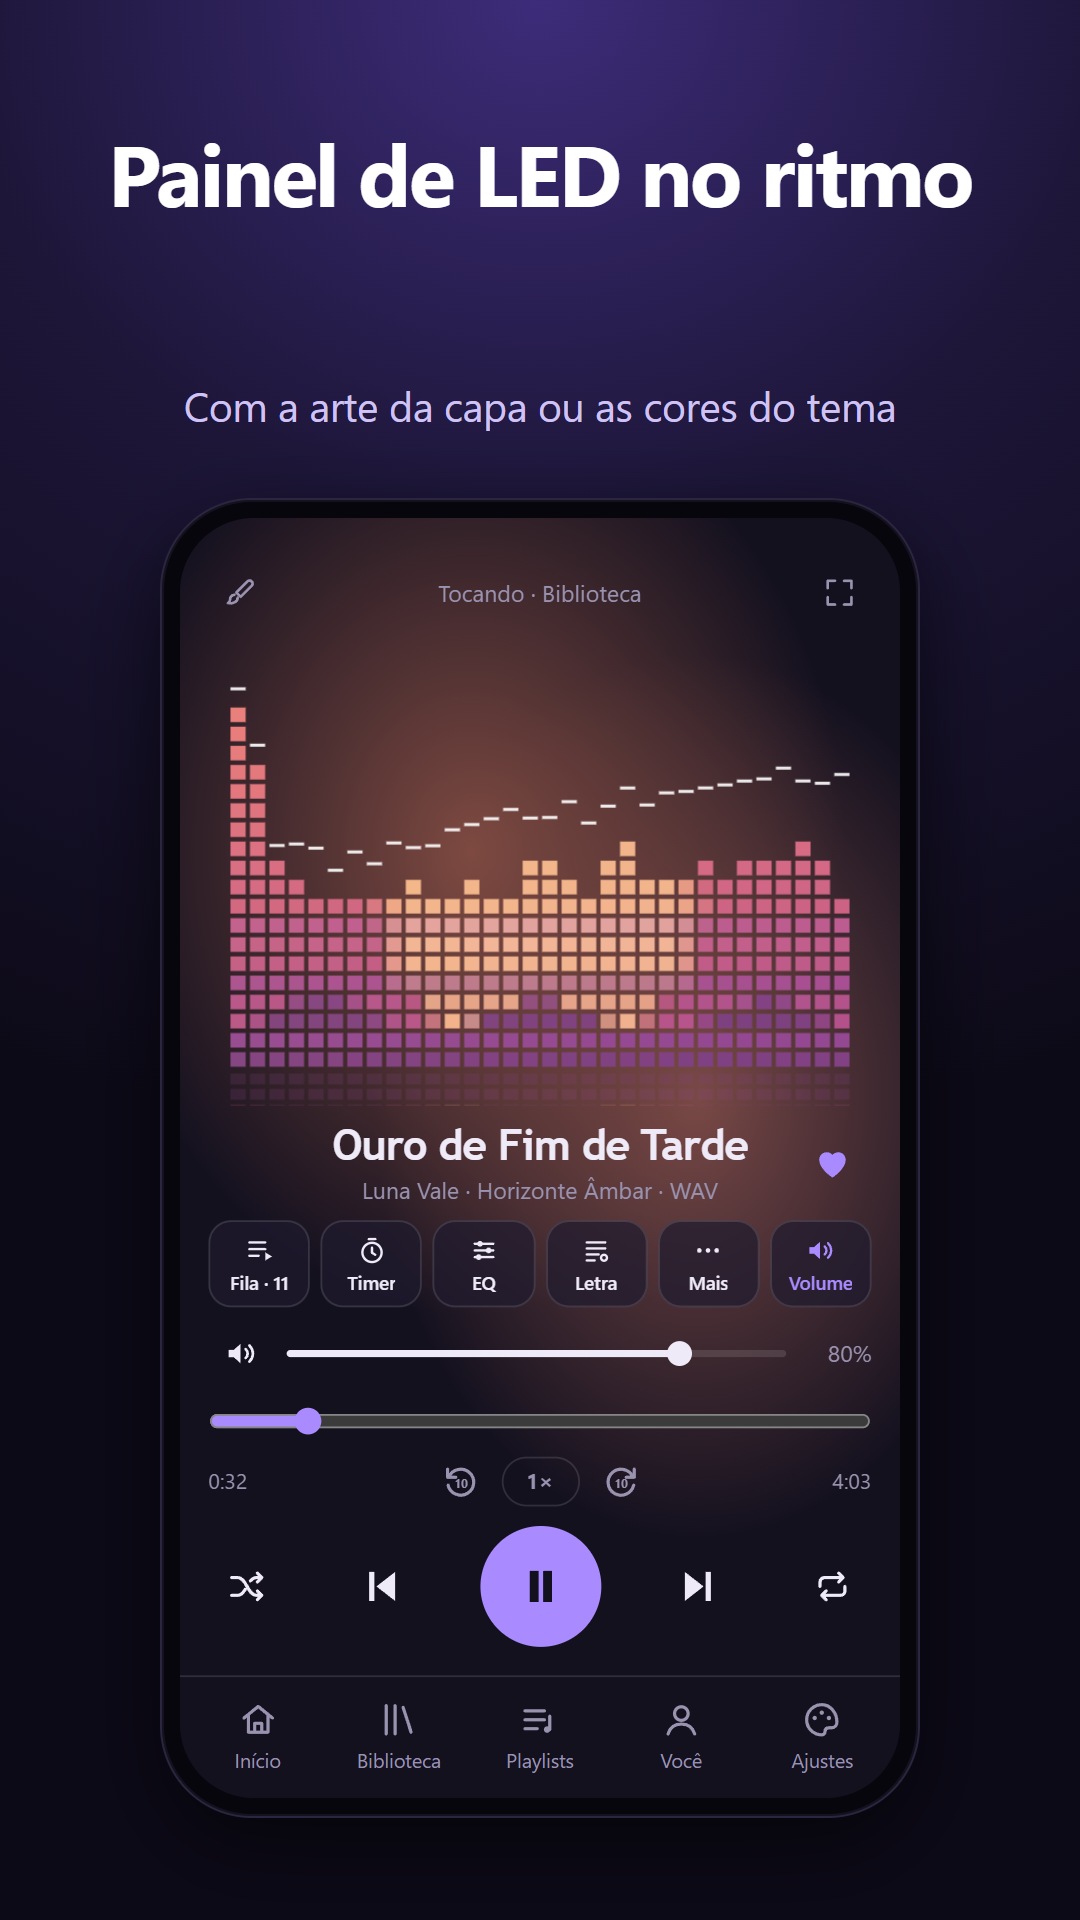 Painel de LED no ritmo
Com a arte da capa ou as cores do tema
Tocando · Biblioteca
Ouro de Fim de Tarde
Luna Vale · Horizonte Âmbar · WAV
Fila · 11
Timer
EQ
Letra
Mais
Volume
80%
0:32
10
1×
10
4:03
Início
Biblioteca
Playlists
Você
Ajustes